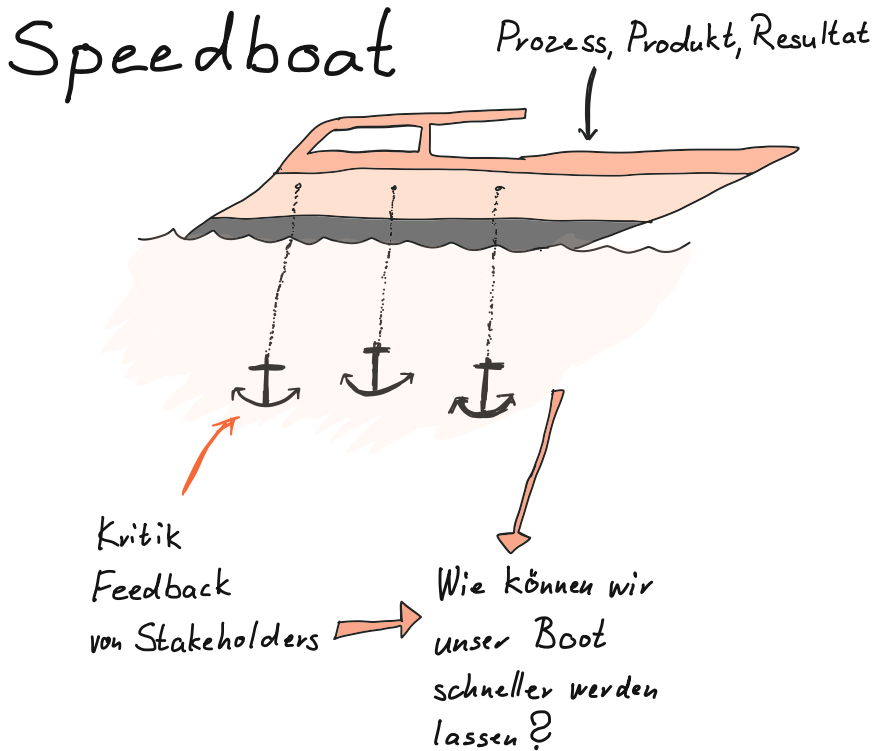 Speedboat
Prozess, Produkt, Resultat
Kritik
Feedback
von Stakeholders
Wie können wir
unser Boot
schneller werden
lassen?